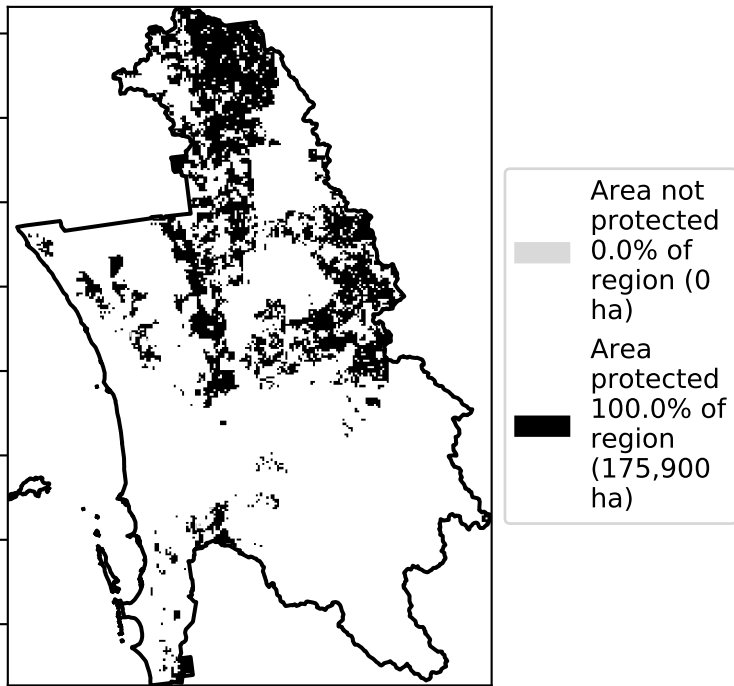 Area not
protected
0.0% of
region (0
ha)
Area
protected
100.0% of
region
(175,900
ha)